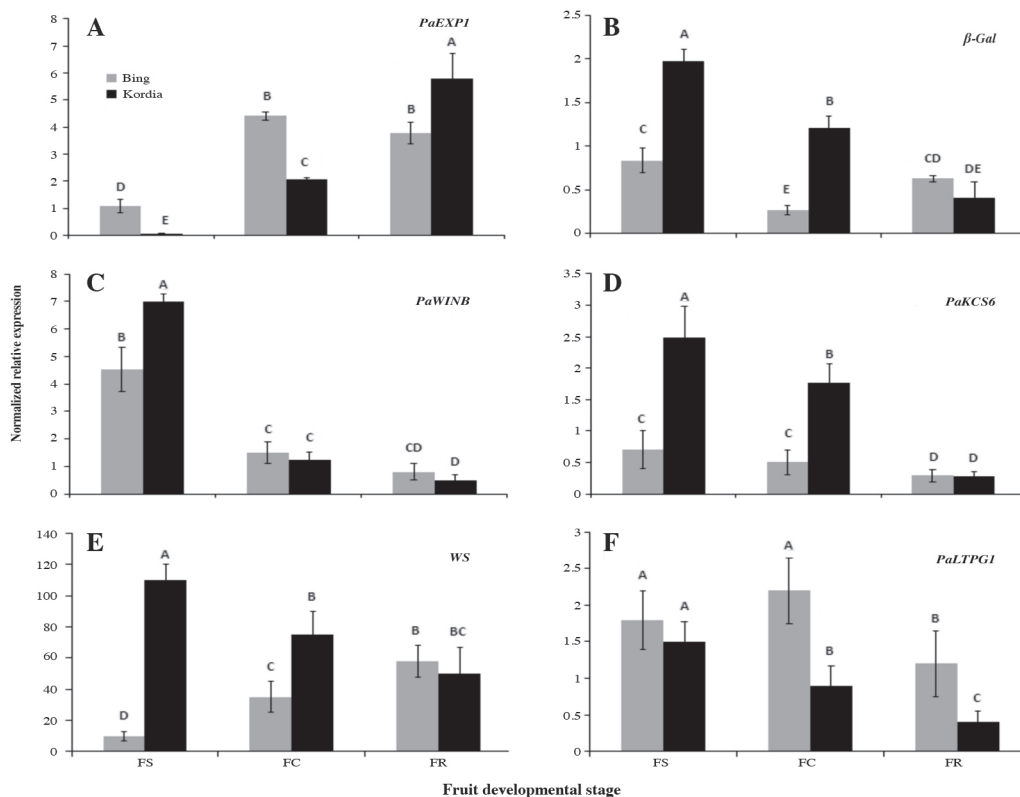 A
PaEXP1
8
7
6
5
4
3
2
1
0
Bing
Kordia
D
E
B
C
B
A
B
β-Gal
2.5
2
1.5
1
0.5
0
C
A
E
B
CD
DE
C
PaWINB
8
7
6
5
4
3
2
1
0
B
A
C
C
CD
D
D
PaKCS6
3.5
3
2.5
2
1.5
1
0.5
0
C
A
C
B
D
D
E
WS
140
120
100
80
60
40
20
0
D
A
C
B
B
BC
FS
FC
FR
F
PaLTPG1
3
2.5
2
1.5
1
0.5
0
A
A
A
B
B
C
FS
FC
FR
Normalized relative expression
Fruit developmental stage